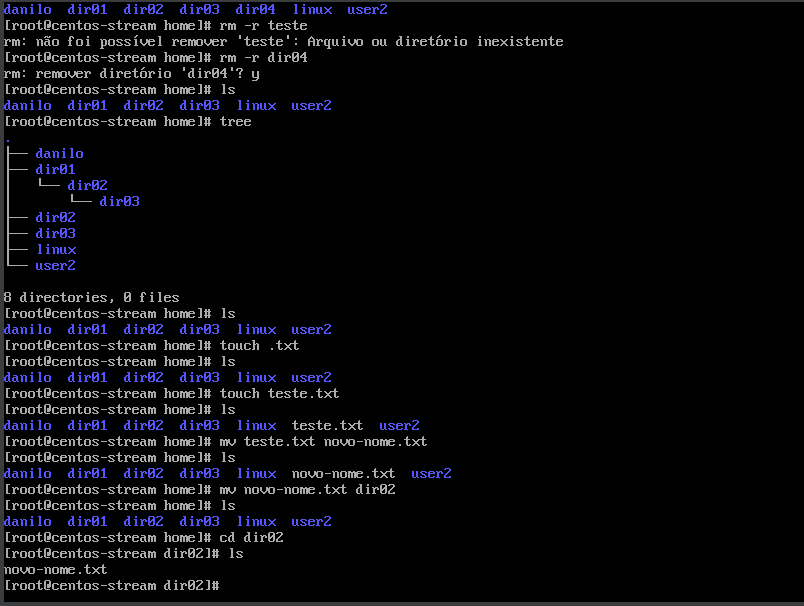 danilo  dir01  dir02  dir03  dir04  linux  user2
[root@centos-stream home]# rm -r teste
rm: não foi possível remover 'teste': Arquivo ou diretório inexistente
[root@centos-stream home]# rm -r dir04
rm: remover diretório 'dir04'? y
[root@centos-stream home]# ls
danilo  dir01  dir02  dir03  linux  user2
[root@centos-stream home]# tree
.
├── danilo
├── dir01
│   └── dir02
│       └── dir03
├── dir02
├── dir03
├── linux
└── user2

8 directories, 0 files
[root@centos-stream home]# ls
danilo  dir01  dir02  dir03  linux  user2
[root@centos-stream home]# touch .txt
[root@centos-stream home]# ls
danilo  dir01  dir02  dir03  linux  user2
[root@centos-stream home]# touch teste.txt
[root@centos-stream home]# ls
danilo  dir01  dir02  dir03  linux  teste.txt  user2
[root@centos-stream home]# mv teste.txt novo-nome.txt
[root@centos-stream home]# ls
danilo  dir01  dir02  dir03  linux  novo-nome.txt  user2
[root@centos-stream home]# mv novo-nome.txt dir02
[root@centos-stream home]# ls
danilo  dir01  dir02  dir03  linux  user2
[root@centos-stream home]# cd dir02
[root@centos-stream dir02]# ls
novo-nome.txt
[root@centos-stream dir02]#